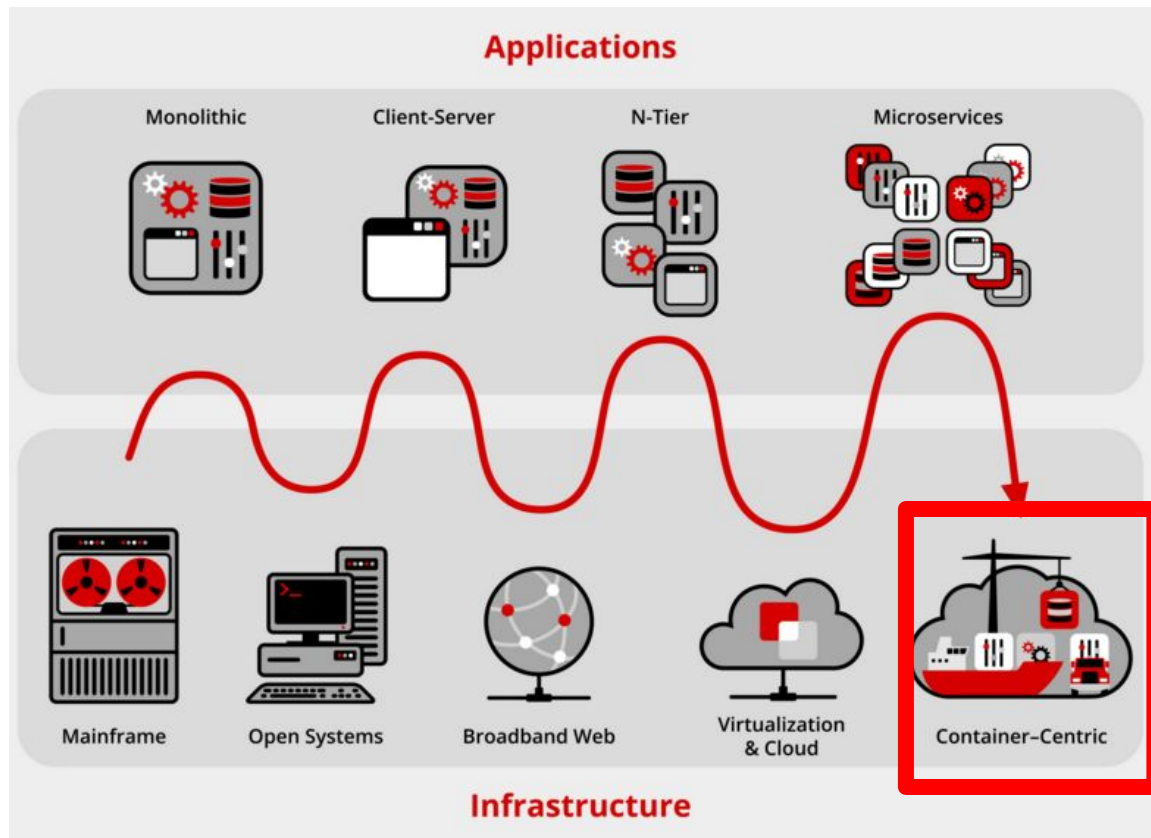 Applications
Monolithic
Client-Server
N-Tier
Microservices
>_
Mainframe
Open Systems
Broadband Web
Virtualization
& Cloud
Container–Centric
Infrastructure